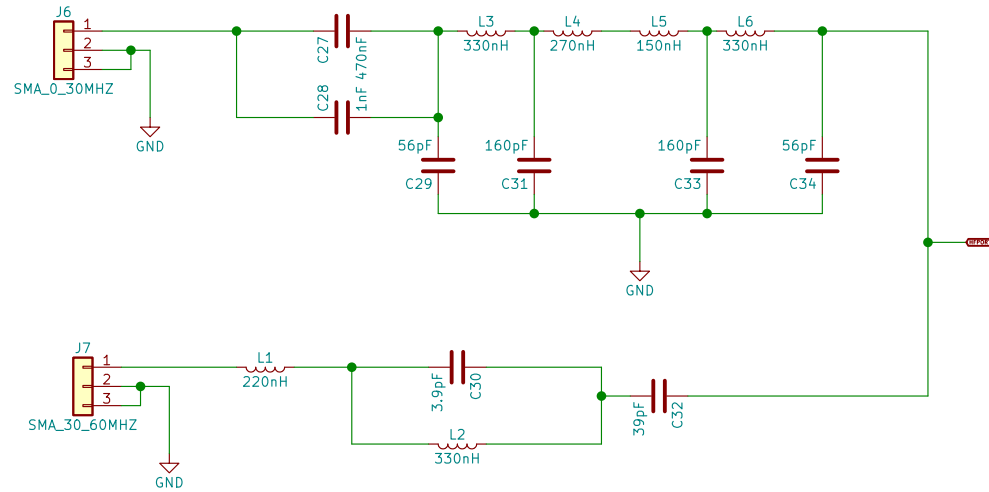 J6
1
2
3
SMA_0_30MHZ
GND
C27
470nF
C28
1nF
L3
330nH
L4
270nH
L5
150nH
L6
330nH
56pF
C29
160pF
C31
160pF
C33
56pF
C34
GND
J7
1
2
3
SMA_30_60MHZ
GND
L1
220nH
3.9pF
C30
L2
330nH
39pF
C32